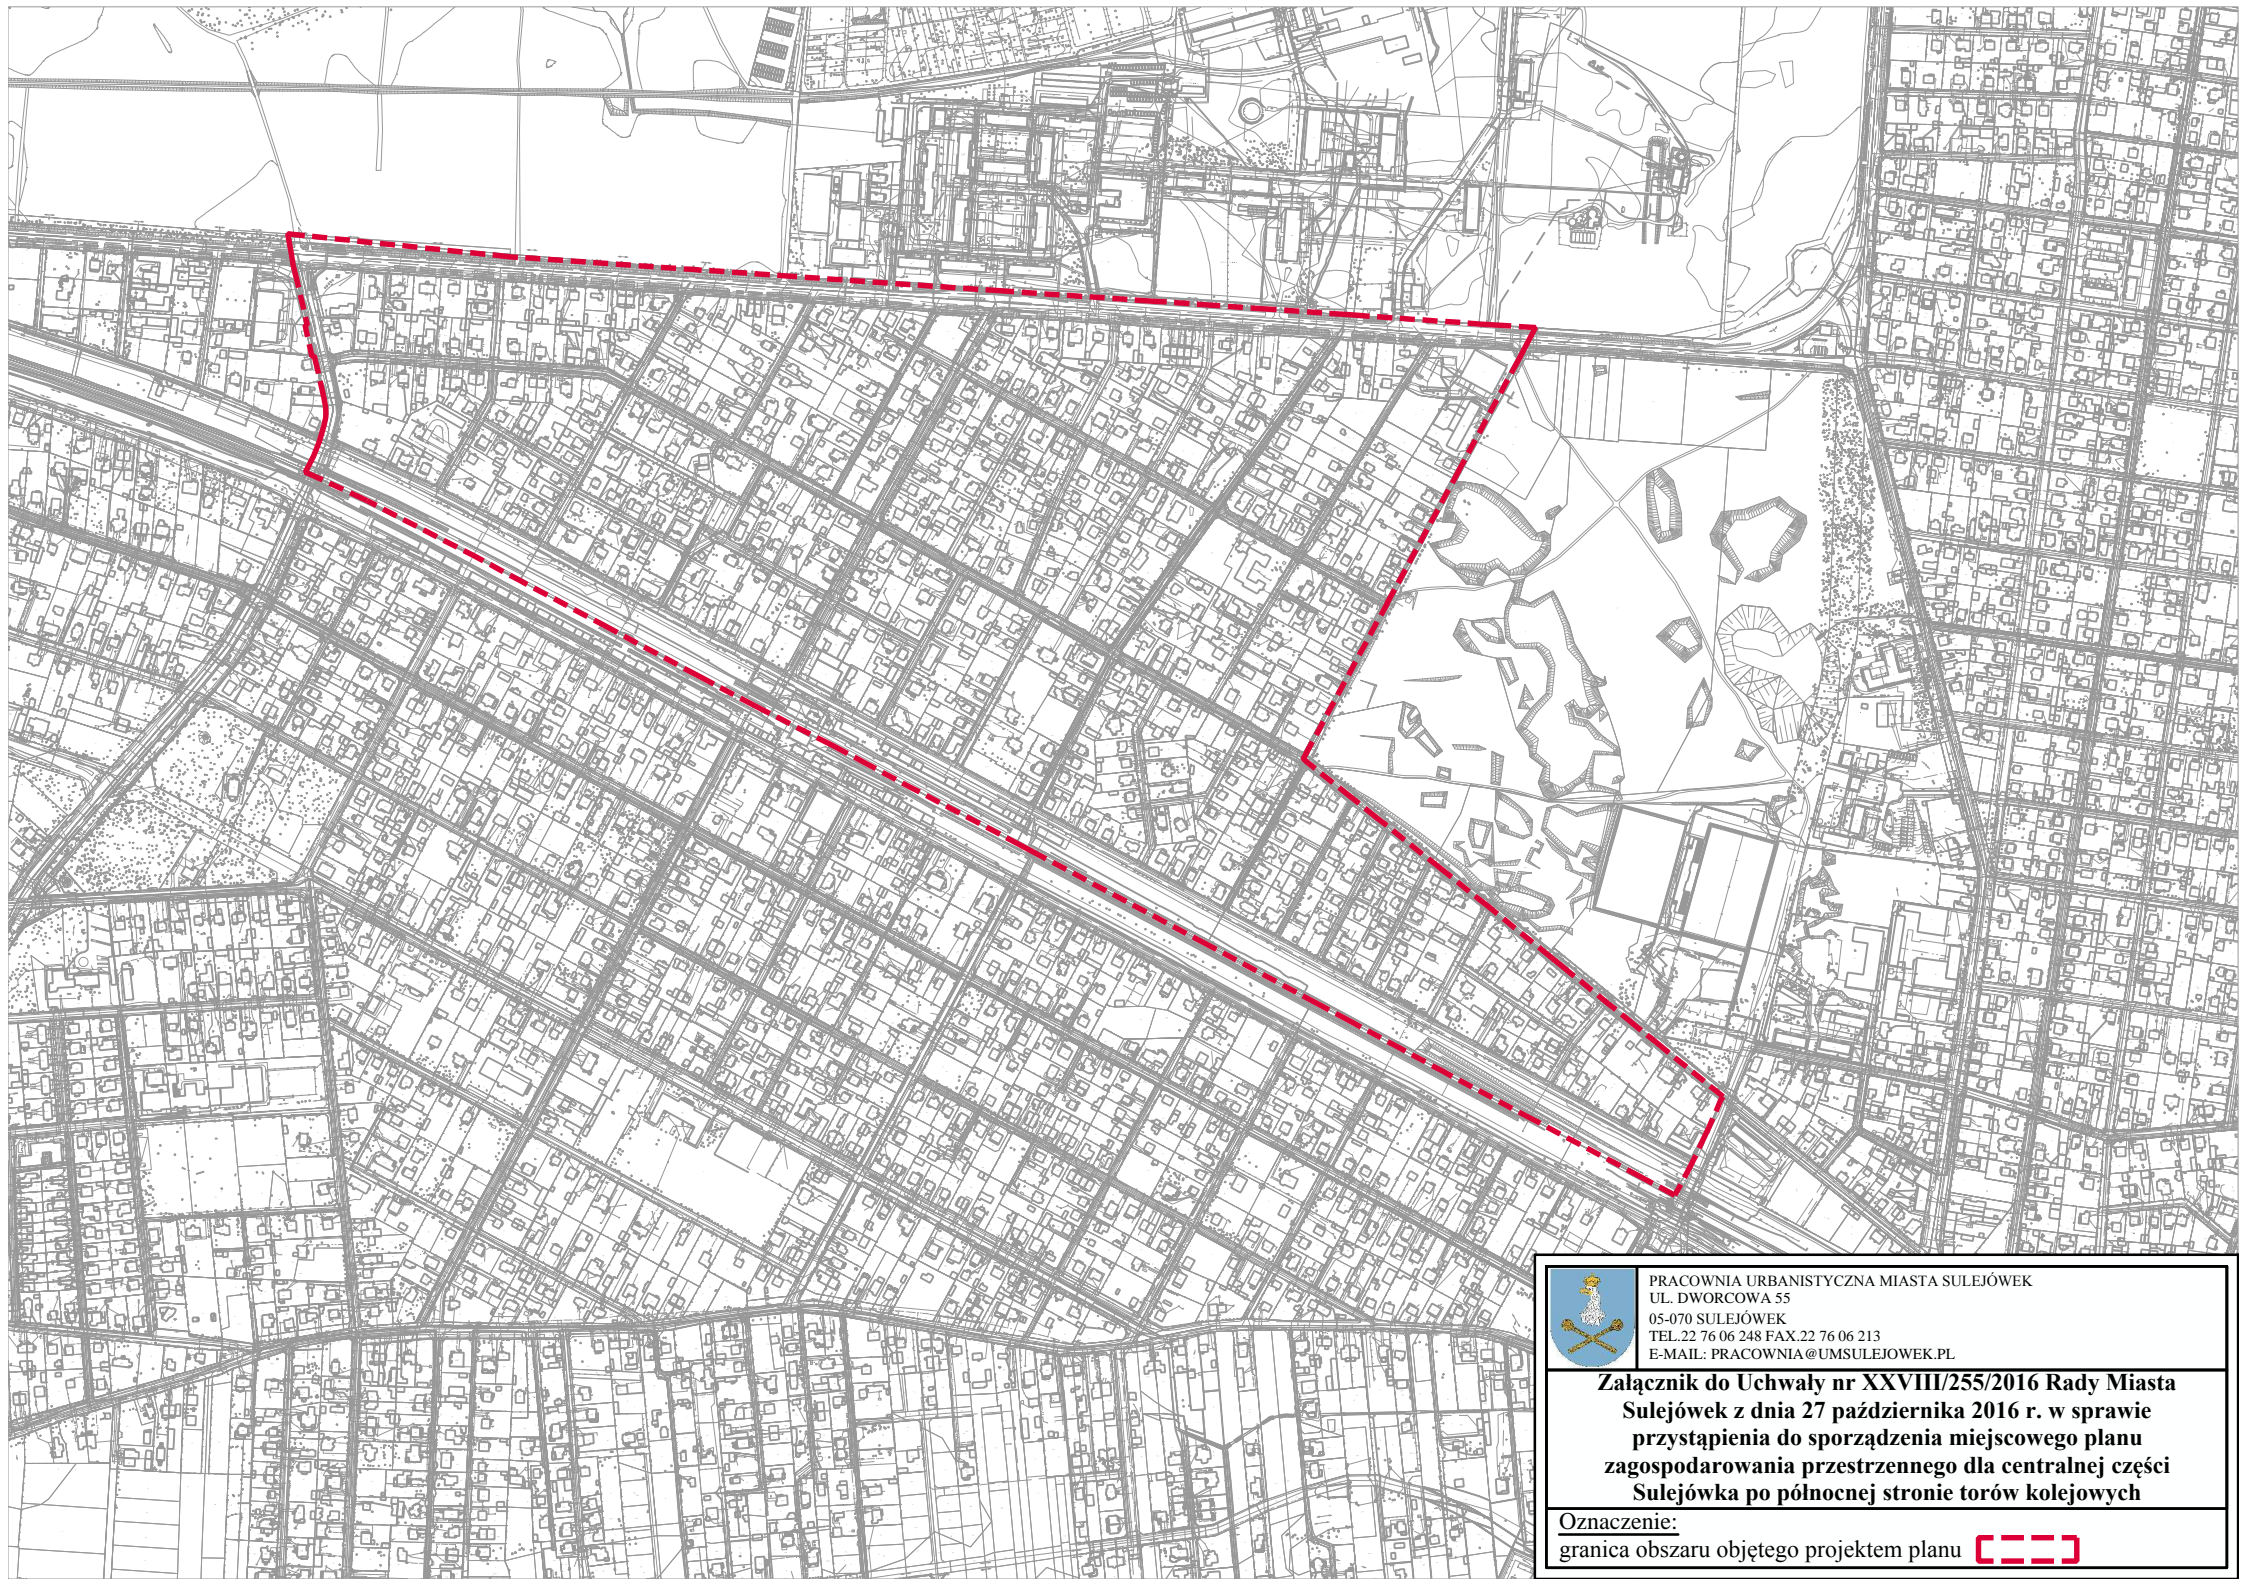 PRACOWNIA URBANISTYCZNA MIASTA SULEJÓWEK
UL. DWORCOWA 55
05-070 SULEJÓWEK
TEL.22 76 06 248 FAX.22 76 06 213
E-MAIL: PRACOWNIA@UMSULEJOWEK.PL
Załącznik do Uchwały nr XXVIII/255/2016 Rady Miasta
Sulejówek z dnia 27 października 2016 r. w sprawie
przystąpienia do sporządzenia miejscowego planu
zagospodarowania przestrzennego dla centralnej części
Sulejówka po północnej stronie torów kolejowych
Oznaczenie:
granica obszaru objętego projektem planu